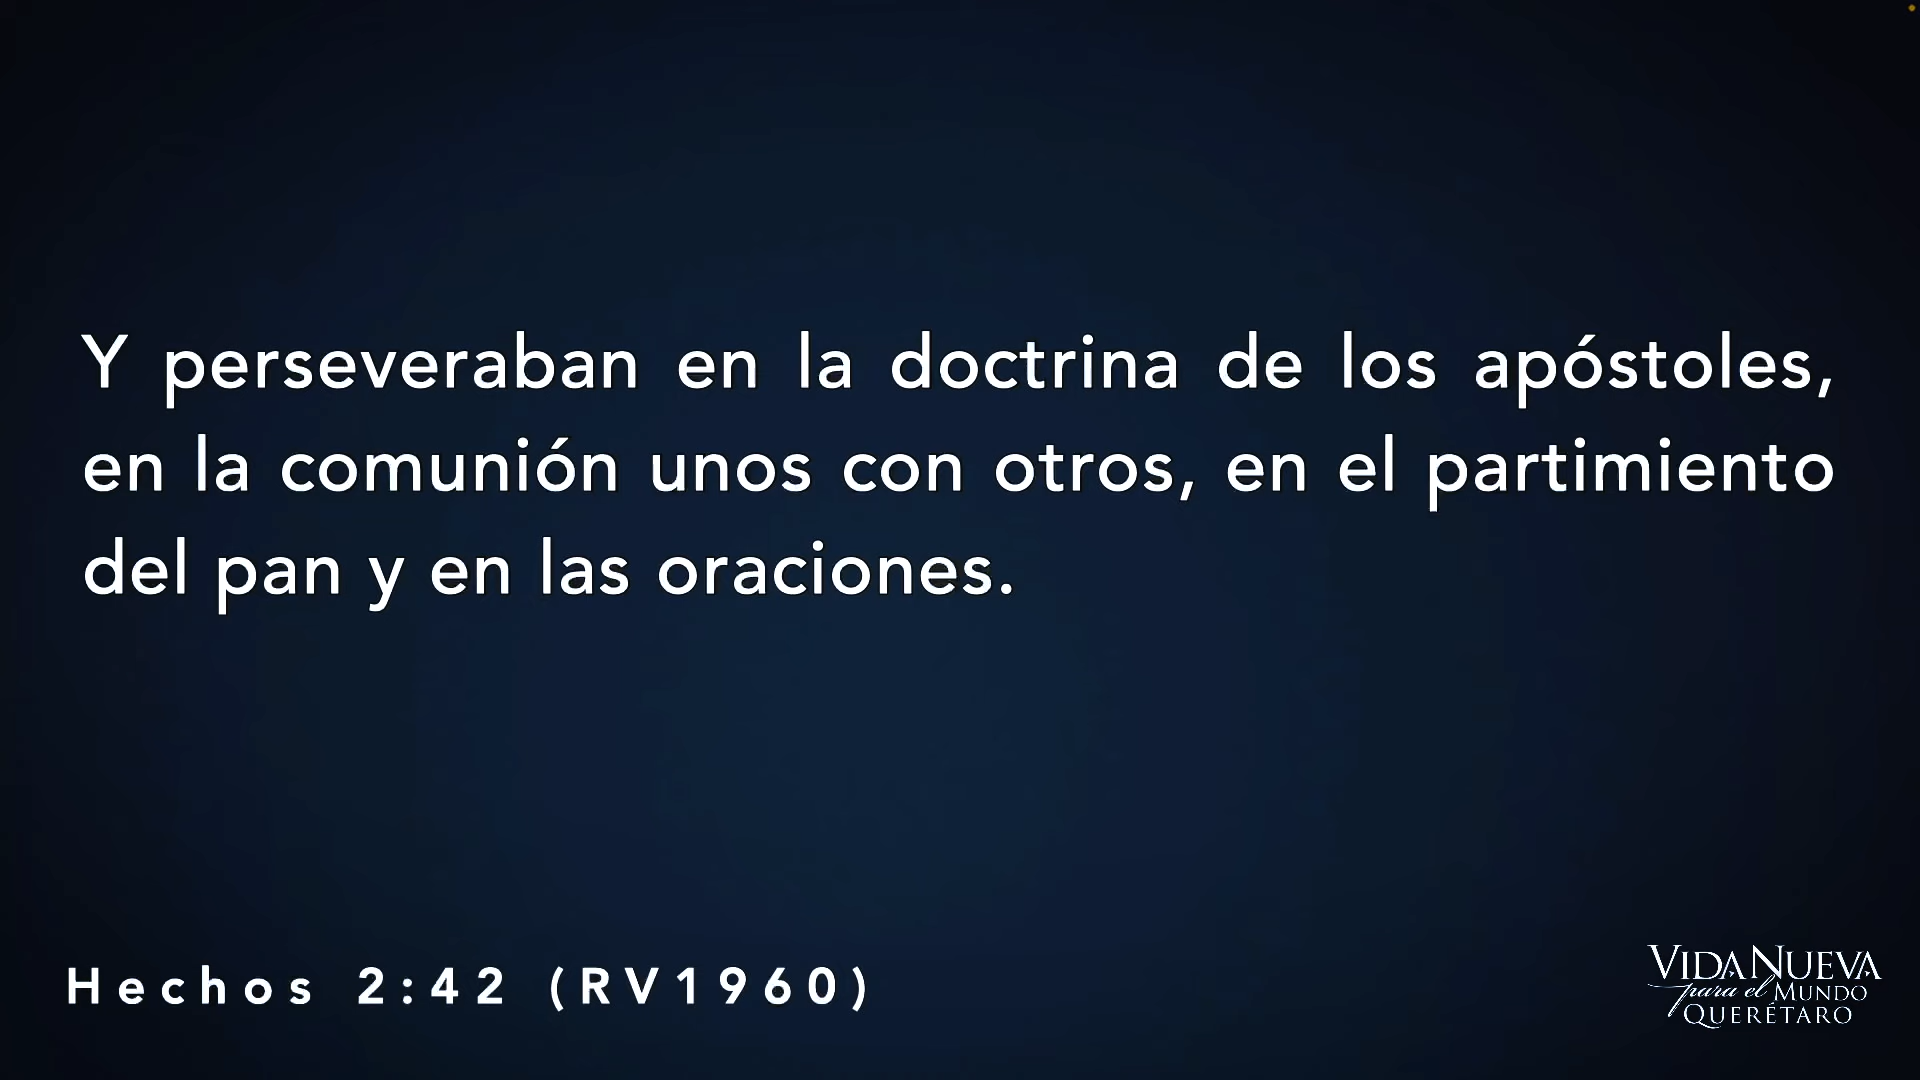 Y perseveraban en la doctrina de los apóstoles,
en la comunión unos con otros, en el partimiento
del pan y en las oraciones.
Hechos 2:42 (RV1960)
VIDA NUEVA
para el MUNDO
QUERÉTARO